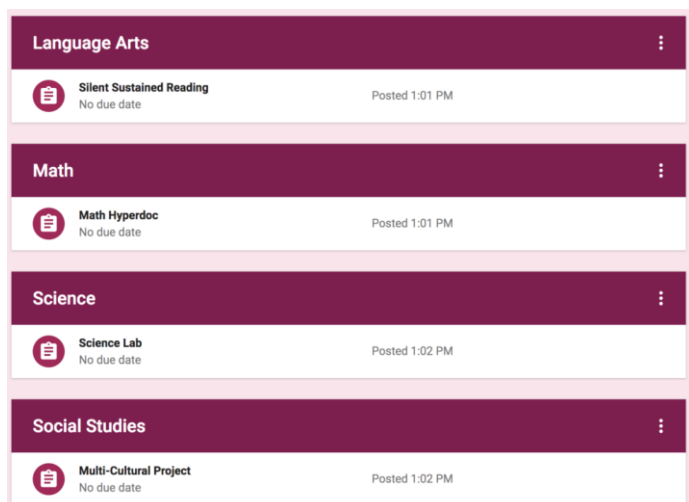 Language Arts
Silent Sustained Reading
No due date
Posted 1:01 PM
Math
Math Hyperdoc
No due date
Posted 1:01 PM
Science
Science Lab
No due date
Posted 1:02 PM
Social Studies
Multi-Cultural Project
No due date
Posted 1:02 PM